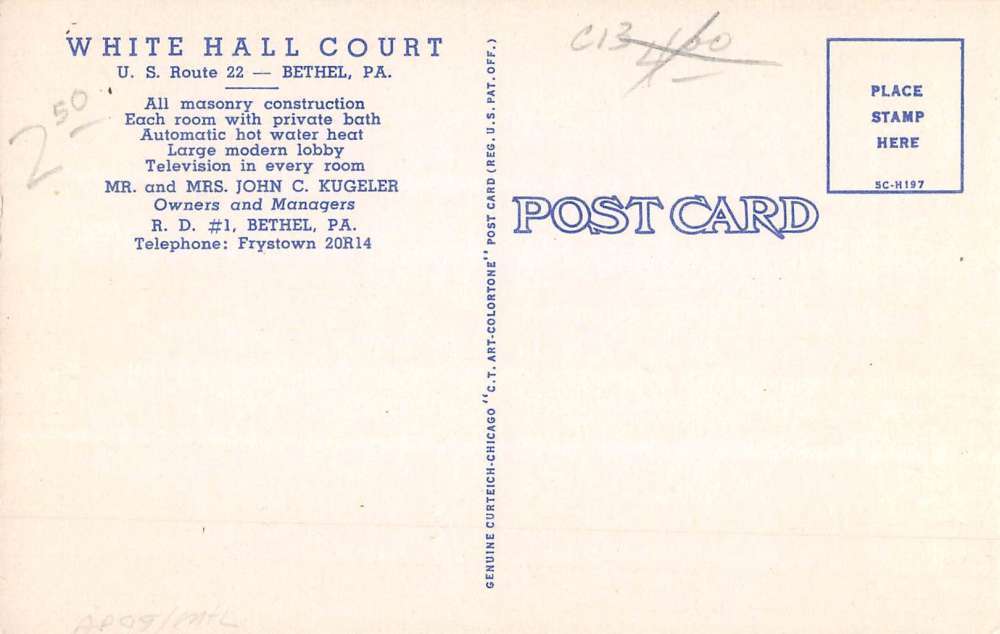 WHITE HALL COURT
U. S. Route 22 — BETHEL, PA.
All masonry construction
Each room with private bath
Automatic hot water heat
Large modern lobby
Television in every room
MR. and MRS. JOHN C. KUGELER
Owners and Managers
R. D. #1, BETHEL, PA.
Telephone: Frystown 20R14
2 50
GENUINE CURTEICH-CHICAGO "C.T. ART-COLORTONE" POST CARD (REG. U.S. PAT. OFF.)
C13
POST CARD
PLACE
STAMP
HERE
5C-H197